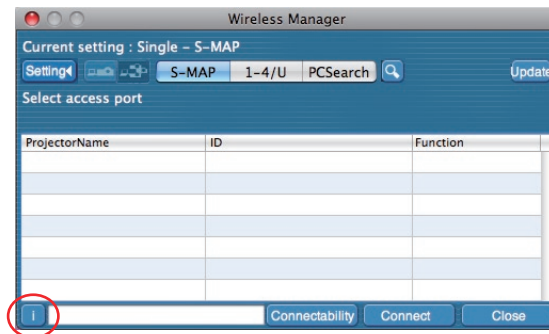 Wireless Manager
Current setting : Single – S-MAP
Setting S-MAP 1-4/U PCSearch Update
Select access port
ProjectorName ID Function
i Connectability Connect Close